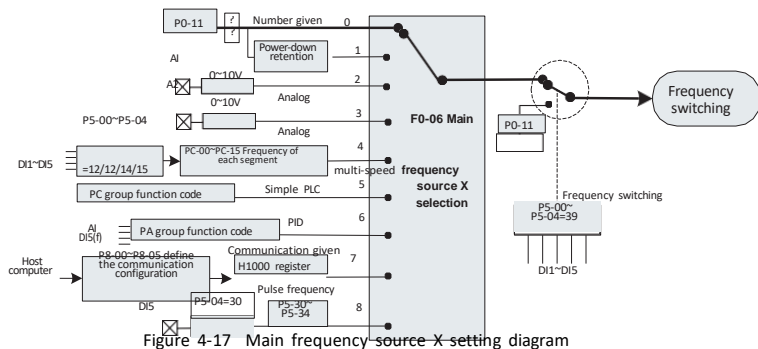 P0-11
?
?
Number given 0
Power-down
retention
1
AI
A2
0~10V
2
0~10V
Analog
P5-00~P5-04
3
Analog
F0-06 Main
frequency
source X
selection
DI1~DI5
=12/12/14/15
PC-00~PC-15 Frequency of
each segment
4
multi-speed
PC group function code
Simple PLC
5
AI
DI5(f)
PA group function code
PID
6
Host
computer
P8-00~P8-05 define
the communication
configuration
Communication given
H1000 register
7
Pulse frequency
DI5
P5-04=30
P5-30~
P5-34
8
P0-11
Frequency
switching
Frequency switching
P5-00~
P5-04=39
DI1~DI5
Figure 4-17 Main frequency source X setting diagram